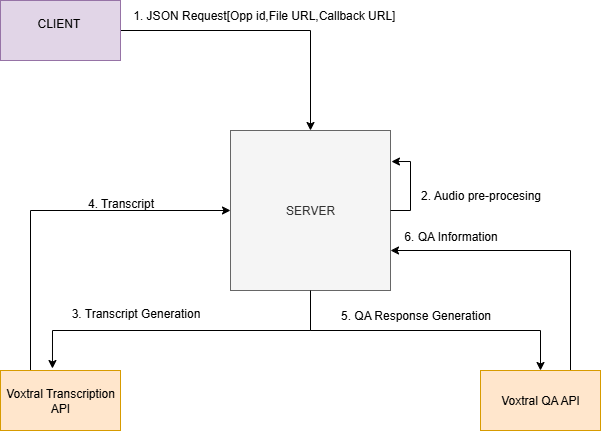 CLIENT
1. JSON Request[Opp id,File URL,Callback URL]
SERVER
2. Audio pre-procesing
4. Transcript
6. QA Information
3. Transcript Generation
5. QA Response Generation
Voxtral Transcription
API
Voxtral QA API